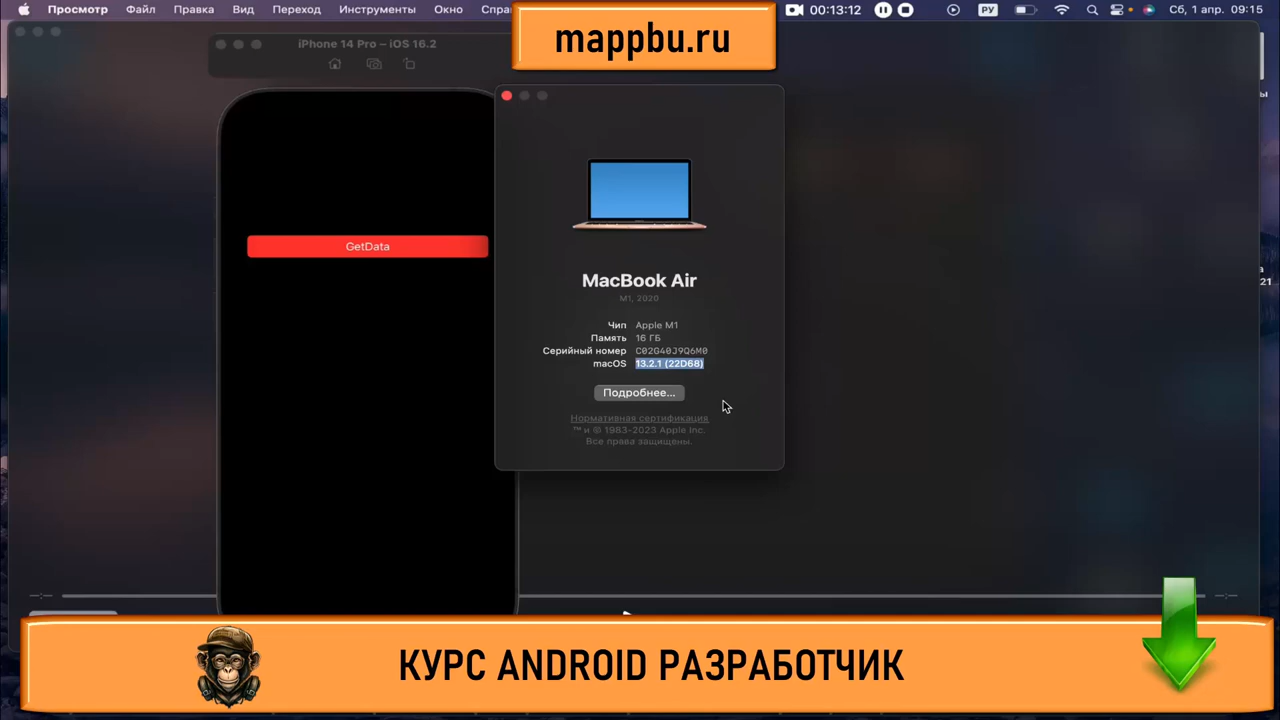 Просмотр Файл Правка Вид Переход Инструменты Окно
00:13:12 РУ Сб, 1 апр. 09:15
mappbu.ru
iPhone 14 Pro – iOS 16.2
GetData
MacBook Air
M1, 2020
Чип Apple M1
Память 16 ГБ
Серийный номер C02G40J9Q6M0
macOS 13.2.1 (22D68)
Подробнее...
Нормативная сертификация
™ и © 1983-2023 Apple Inc.
Все права защищены.
КУРС ANDROID РАЗРАБОТЧИК